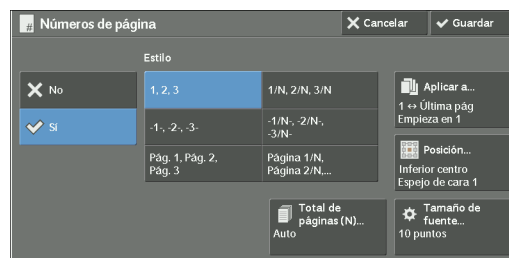 # Números de página
Cancelar
Guardar
Estilo
No
Sí
1, 2, 3
1/N, 2/N, 3/N
-1-, -2-, -3-
-1/N-, -2/N-,
-3/N-
Pág. 1, Pág. 2,
Pág. 3
Página 1/N,
Página 2/N,...
Total de
páginas (N)...
Auto
Aplicar a...
1 ↔ Última pág
Empieza en 1
Posición...
Inferior centro
Espejo de cara 1
Tamaño de
fuente...
10 puntos